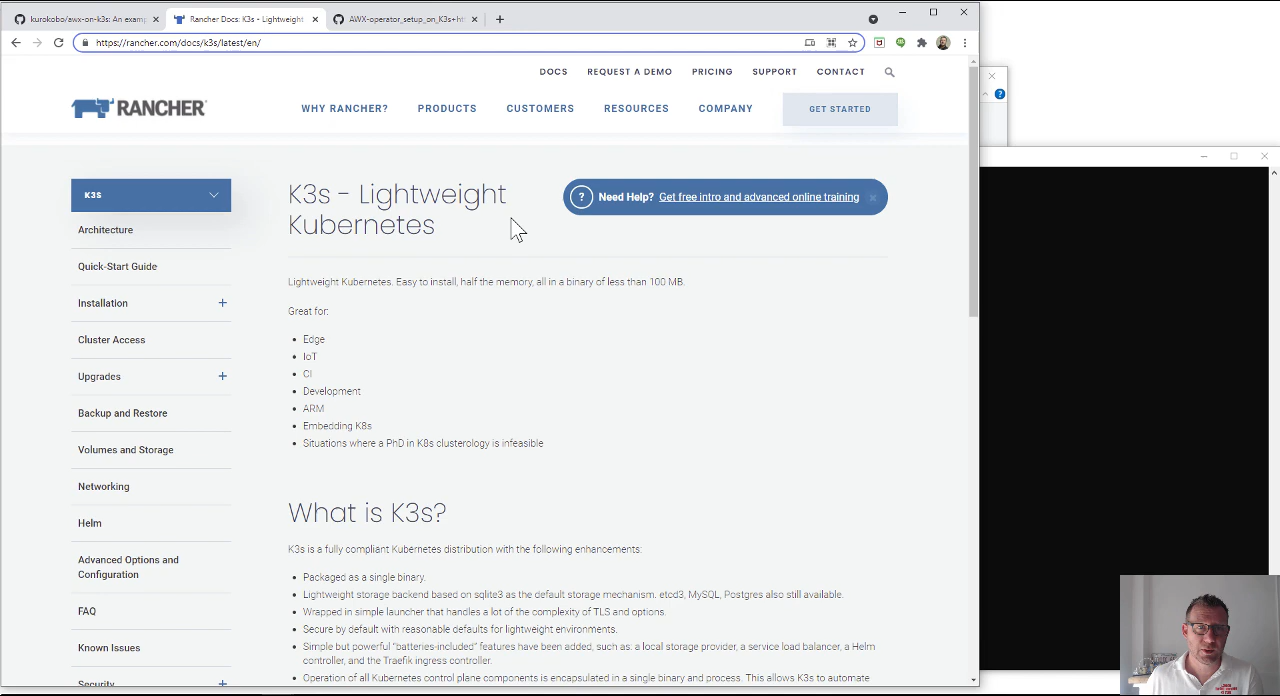 kurokobo/awx-on-k3s: An examp
Rancher Docs: K3s - Lightweight
AWX-operator_setup_on_K3s+ht
https://rancher.com/docs/k3s/latest/en/
DOCS REQUEST A DEMO PRICING SUPPORT CONTACT
RANCHER
WHY RANCHER? PRODUCTS CUSTOMERS RESOURCES COMPANY GET STARTED
K3S
Architecture
Quick-Start Guide
Installation
Cluster Access
Upgrades
Backup and Restore
Volumes and Storage
Networking
Helm
Advanced Options and
Configuration
FAQ
Known Issues
Security
K3s - Lightweight
Kubernetes
Need Help? Get free intro and advanced online training
Lightweight Kubernetes. Easy to install, half the memory, all in a binary of less than 100 MB.
Great for:
• Edge
• IoT
• CI
• Development
• ARM
• Embedding K8s
• Situations where a PhD in K8s clusterology is infeasible
What is K3s?
K3s is a fully compliant Kubernetes distribution with the following enhancements:
• Packaged as a single binary.
• Lightweight storage backend based on sqlite3 as the default storage mechanism. etcd3, MySQL, Postgres also still available.
• Wrapped in simple launcher that handles a lot of the complexity of TLS and options.
• Secure by default with reasonable defaults for lightweight environments.
• Simple but powerful “batteries-included” features have been added, such as: a local storage provider, a service load balancer, a Helm
controller, and the Traefik ingress controller.
• Operation of all Kubernetes control plane components is encapsulated in a single binary and process. This allows K3s to automate